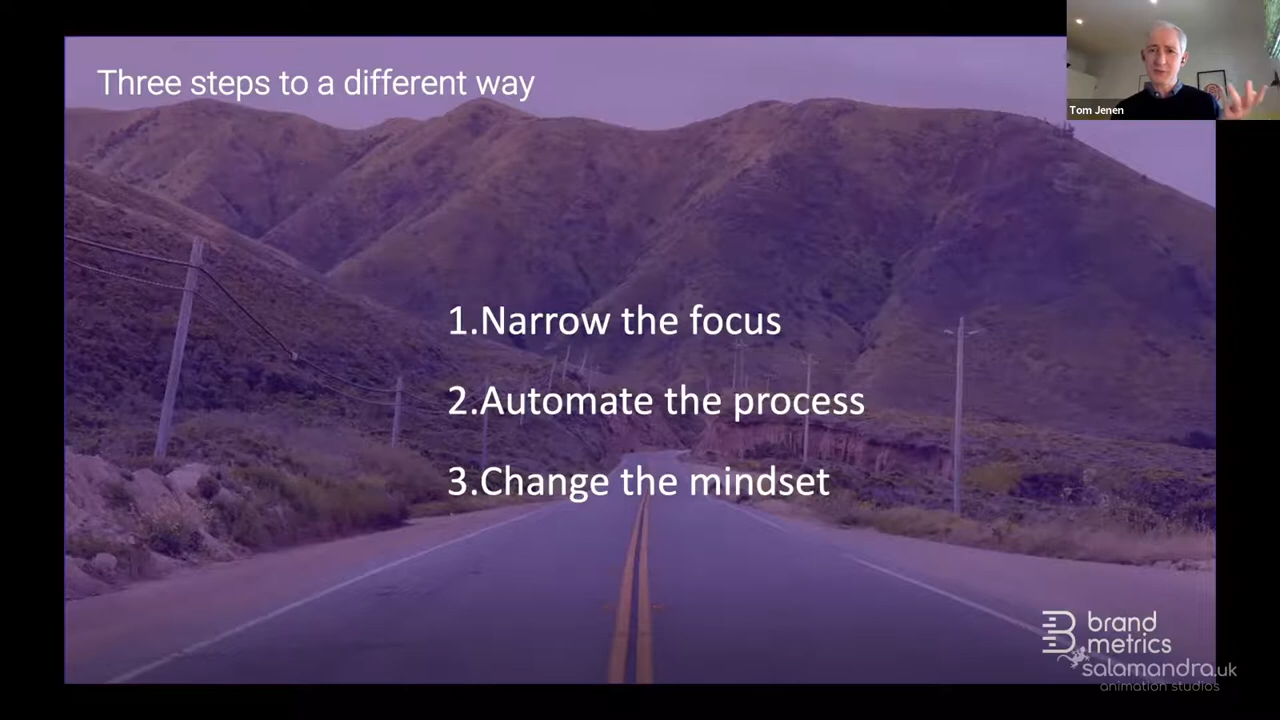 Three steps to a different way
Tom Jenen
1.Narrow the focus
2.Automate the process
3.Change the mindset
brand
metrics
salamandra.uk
animation studios